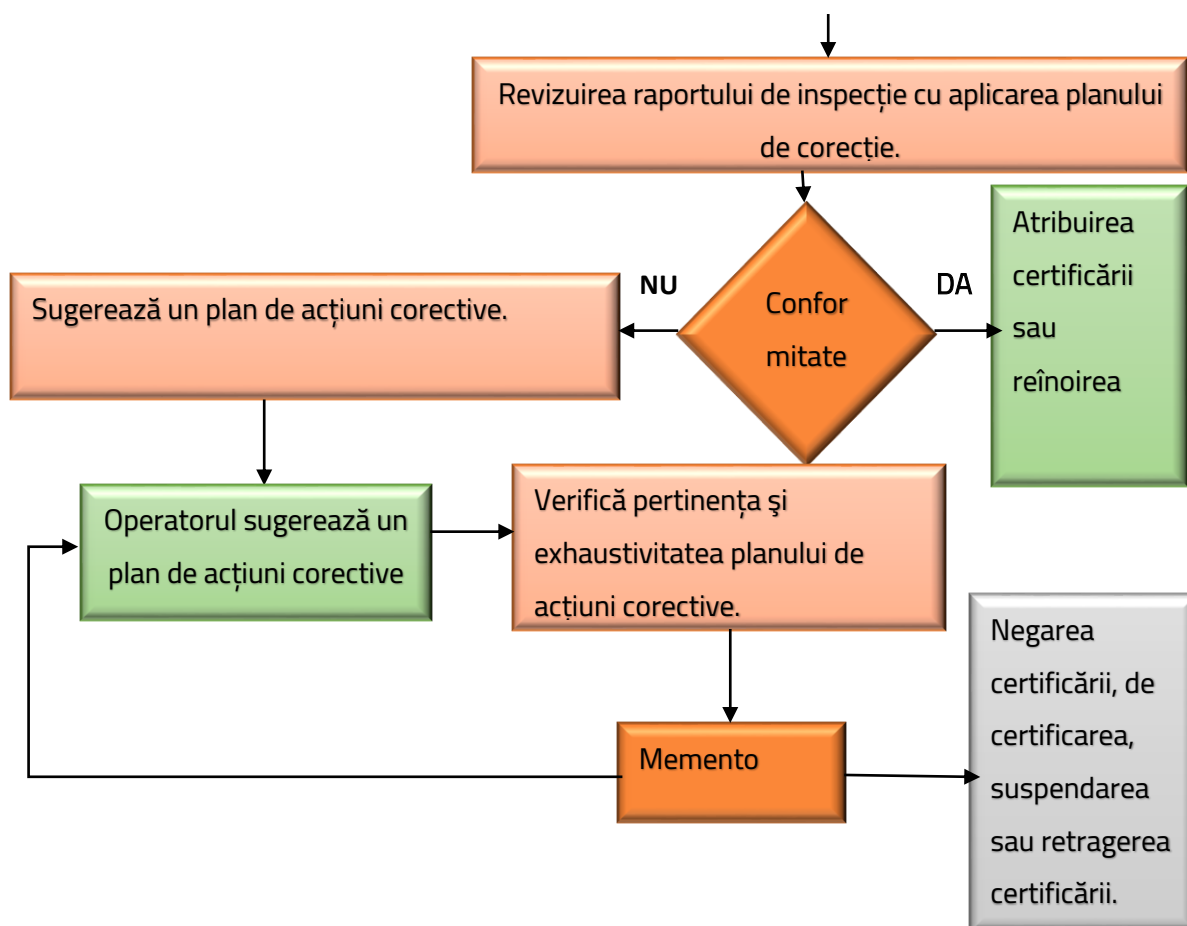 Revizuirea raportului de inspecție cu aplicarea planului
de corecție.
Atribuirea
certificării
sau
reînoirea
NU
Confor
mitate
DA
Sugerează un plan de acțiuni corective.
Operatorul sugerează un
plan de acțiuni corective
Verifică pertinența şi
exhaustivitatea planului de
acțiuni corective.
Memento
Negarea
certificării, de
certificarea,
suspendarea
sau retragerea
certificării.